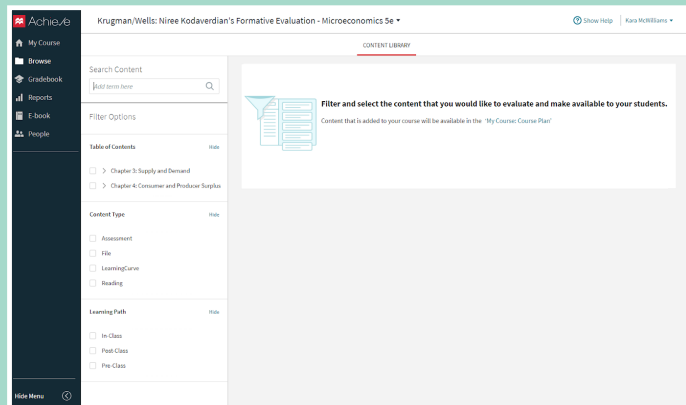 Achieve
Krugman/Wells: Niree Kodaverdian's Formative Evaluation - Microeconomics 5e
Show Help
Kara McWilliams
My Course
Browse
Gradebook
Reports
E-book
People
Hide Menu
CONTENT LIBRARY
Search Content
Add term here
Filter Options
Table of Contents Hide
Chapter 3: Supply and Demand
Chapter 4: Consumer and Producer Surplus
Content Type Hide
Assessment
File
LearningCurve
Reading
Learning Path Hide
In-Class
Post-Class
Pre-Class
Filter and select the content that you would like to evaluate and make available to your students.
Content that is added to your course will be available in the 'My Course: Course Plan'